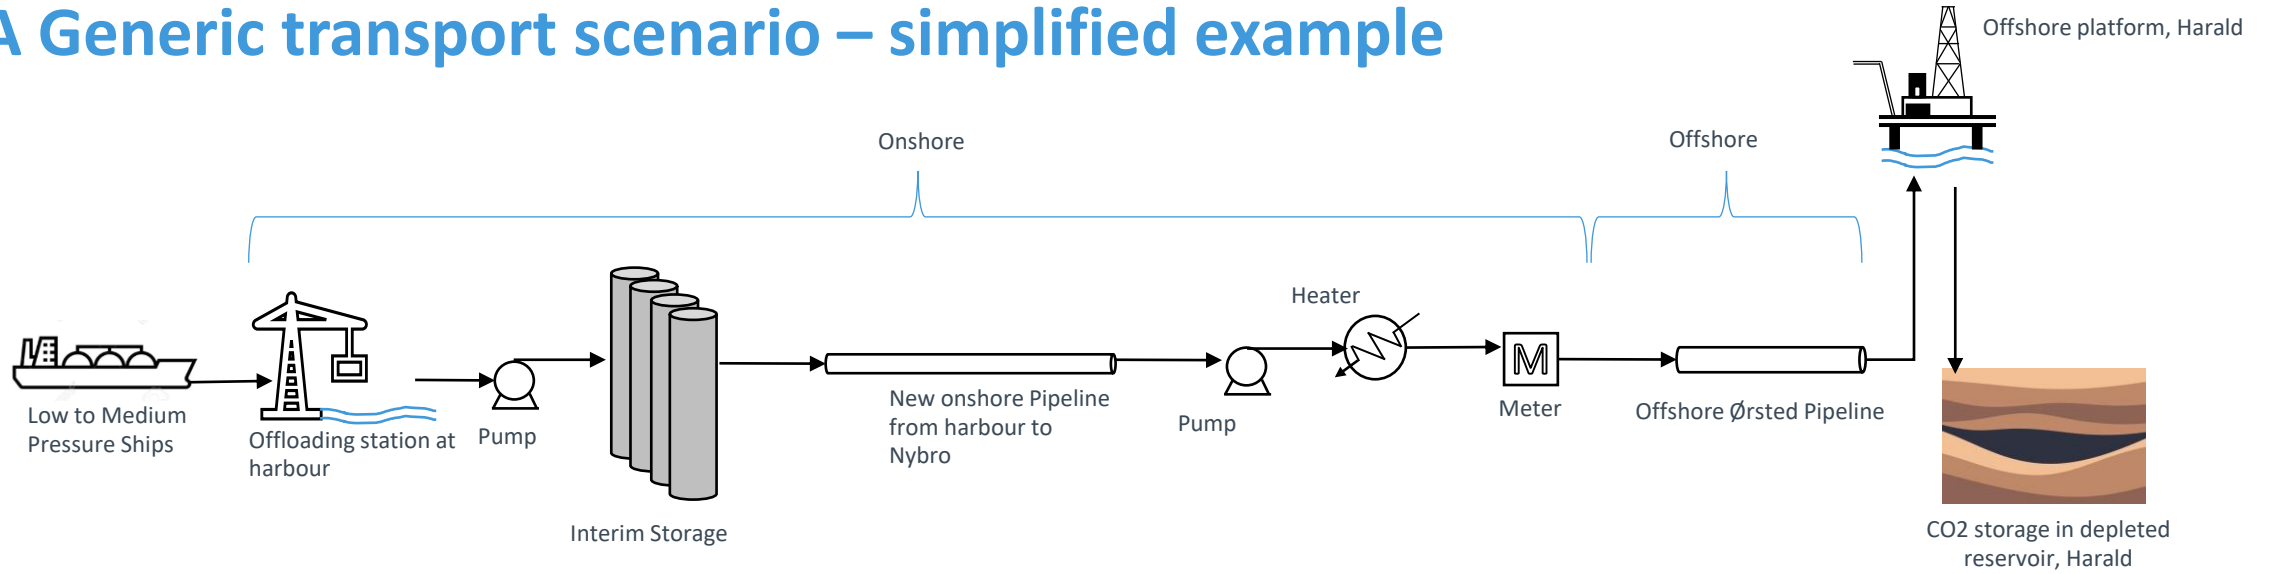 A Generic transport scenario – simplified example
Offshore platform, Harald
Onshore
Offshore
Heater
Low to Medium
Pressure Ships
Offloading station at
harbour
Pump
Interim Storage
New onshore Pipeline
from harbour to
Nybro
Pump
M
Meter
Offshore Ørsted Pipeline
CO2 storage in depleted
reservoir, Harald